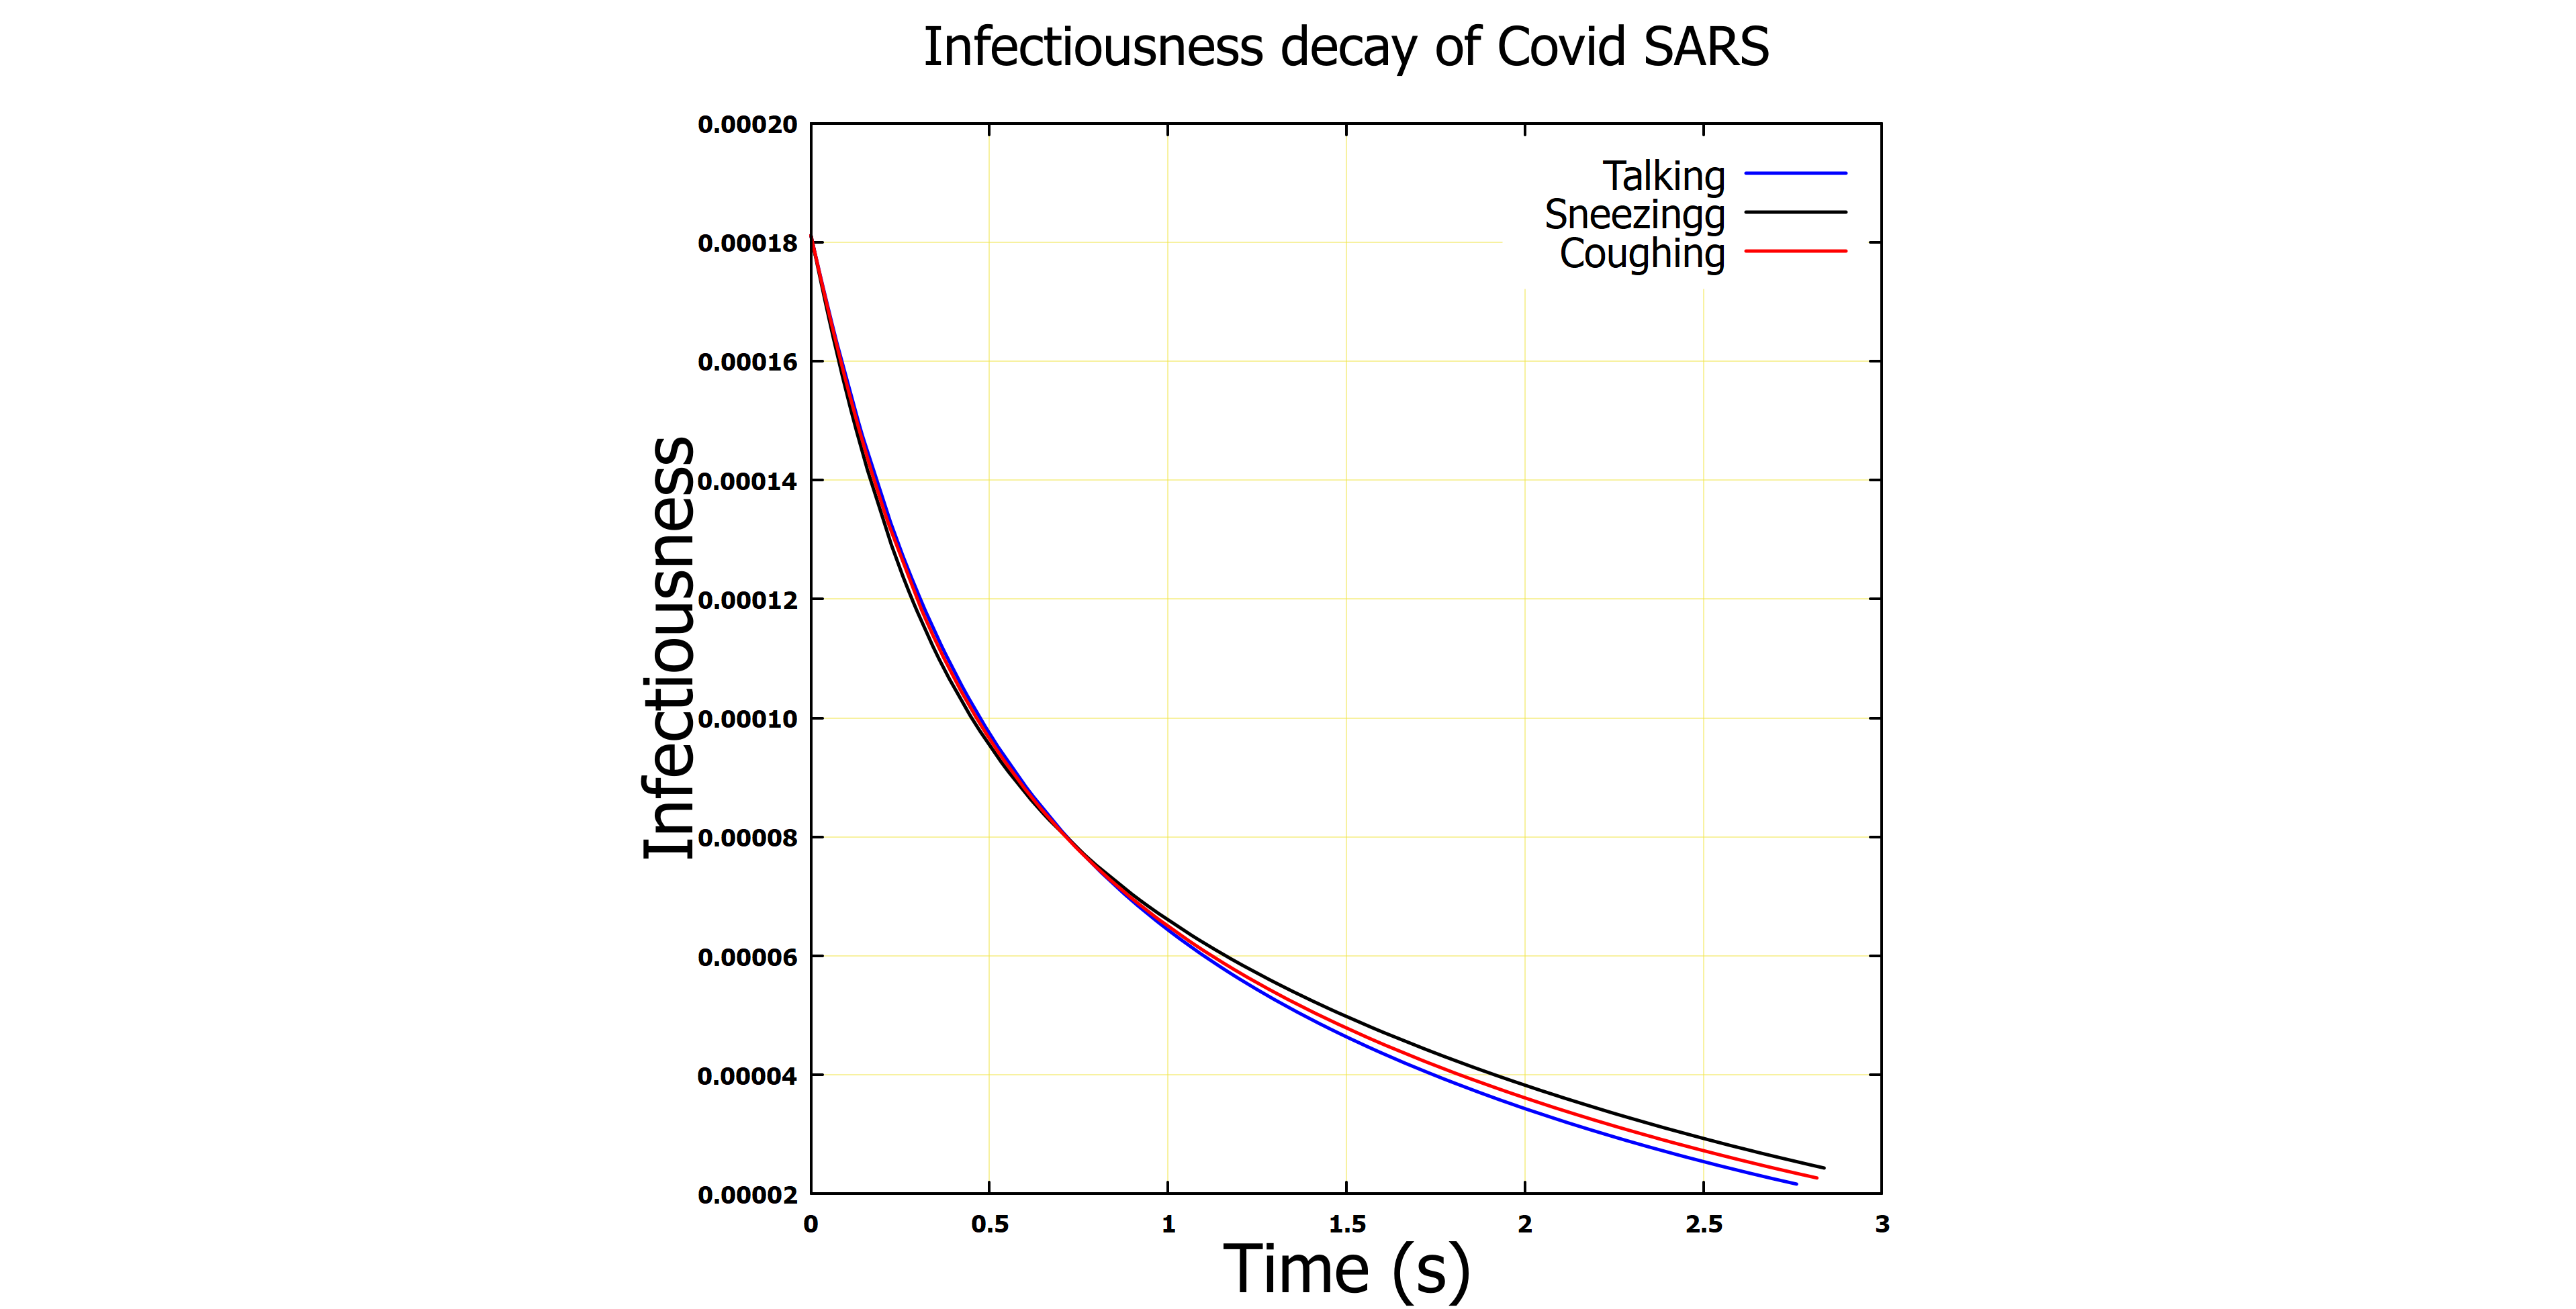 Infectiousness decay of Covid SARS
0.00020
0.00018
0.00016
0.00014
0.00012
0.00010
0.00008
0.00006
0.00004
0.00002
Infectiousness
Talking
Sneezingg
Coughing
0 0.5 1 1.5 2 2.5 3
Time (s)